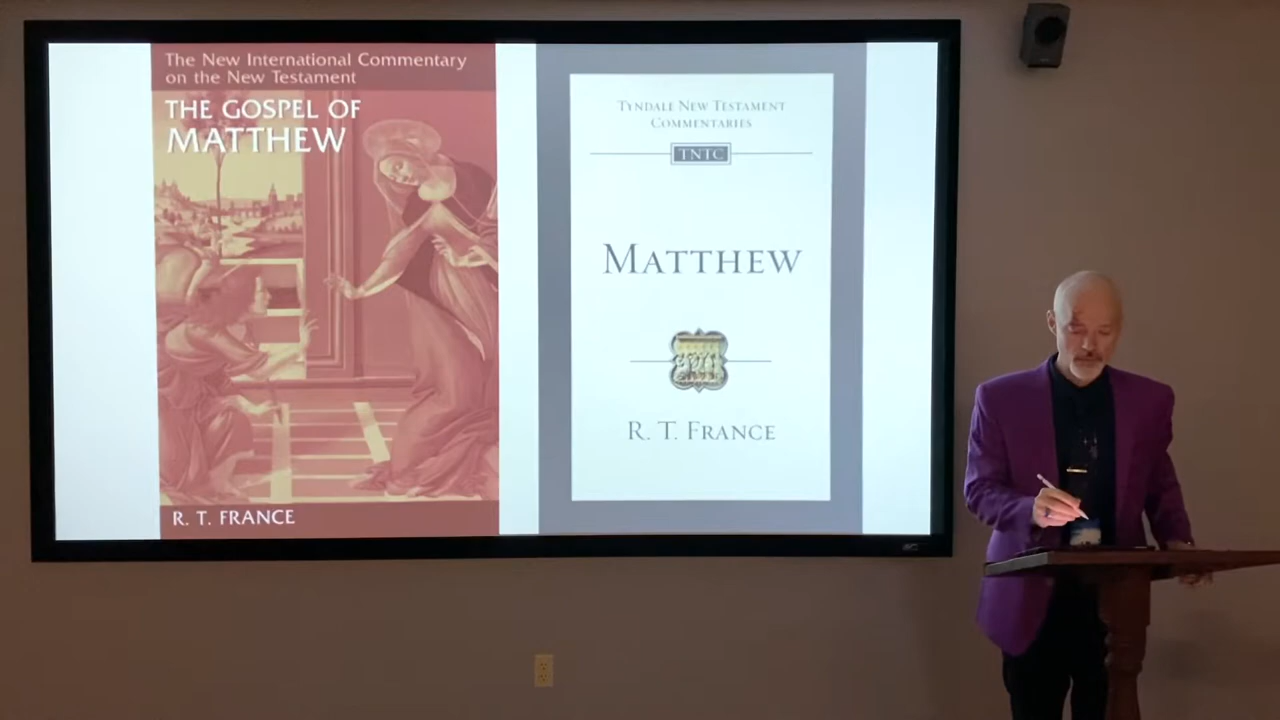 The New International Commentary
on the New Testament
THE GOSPEL OF
MATTHEW
R. T. FRANCE
TYNDALE NEW TESTAMENT
COMMENTARIES
TNTC
MATTHEW
R. T. FRANCE